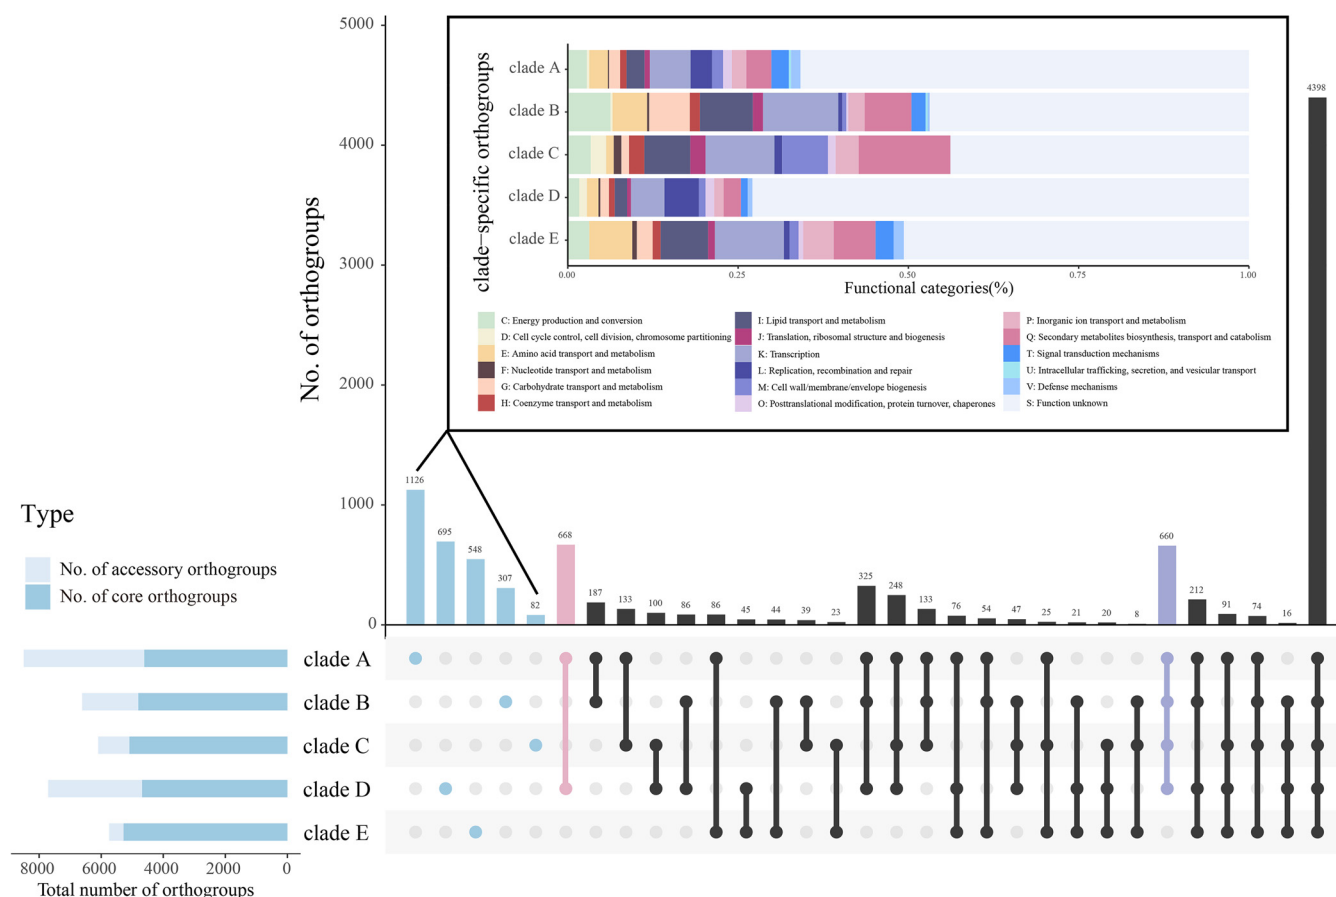 5000
4000
3000
2000
1000
0
No. of orthogroups
clade–specific orthogroups
clade A
clade B
clade C
clade D
clade E
0.00 0.25 0.50 0.75 1.00
Functional categories(%)
C: Energy production and conversion
D: Cell cycle control, cell division, chromosome partitioning
E: Amino acid transport and metabolism
F: Nucleotide transport and metabolism
G: Carbohydrate transport and metabolism
H: Coenzyme transport and metabolism
I: Lipid transport and metabolism
J: Translation, ribosomal structure and biogenesis
K: Transcription
L: Replication, recombination and repair
M: Cell wall/membrane/envelope biogenesis
O: Posttranslational modification, protein turnover, chaperones
P: Inorganic ion transport and metabolism
Q: Secondary metabolites biosynthesis, transport and catabolism
T: Signal transduction mechanisms
U: Intracellular trafficking, secretion, and vesicular transport
V: Defense mechanisms
S: Function unknown
1126 695 548 307 82 668 187 133 100 86 86 45 44 39 23 325 248 133 76 54 47 25 21 20 8 660 212 91 74 16 4398
Type
No. of accessory orthogroups
No. of core orthogroups
clade A
clade B
clade C
clade D
clade E
8000 6000 4000 2000 0
Total number of orthogroups